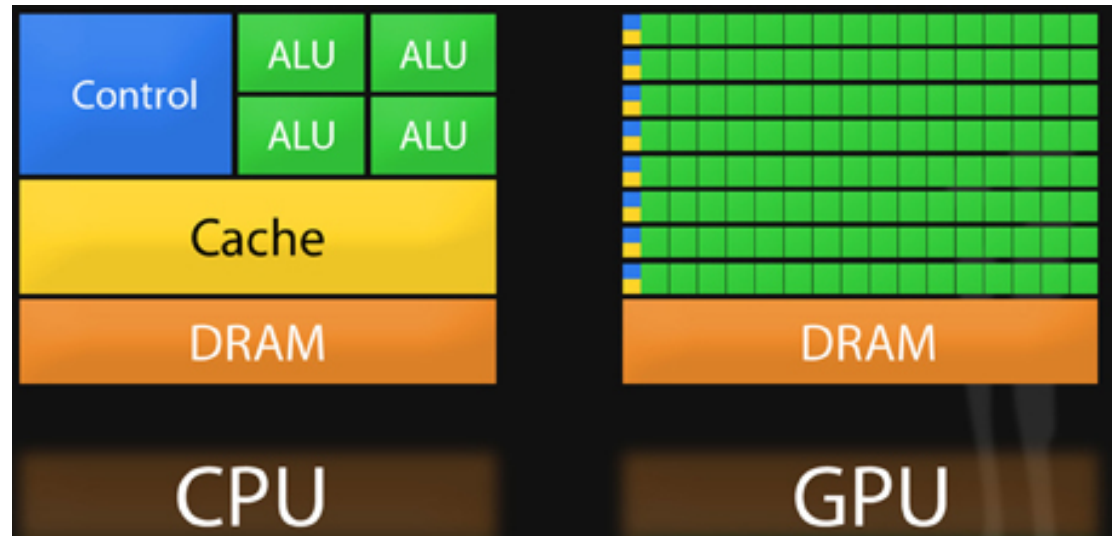 Control
ALU ALU
ALU ALU
Cache
DRAM
DRAM
CPU
GPU